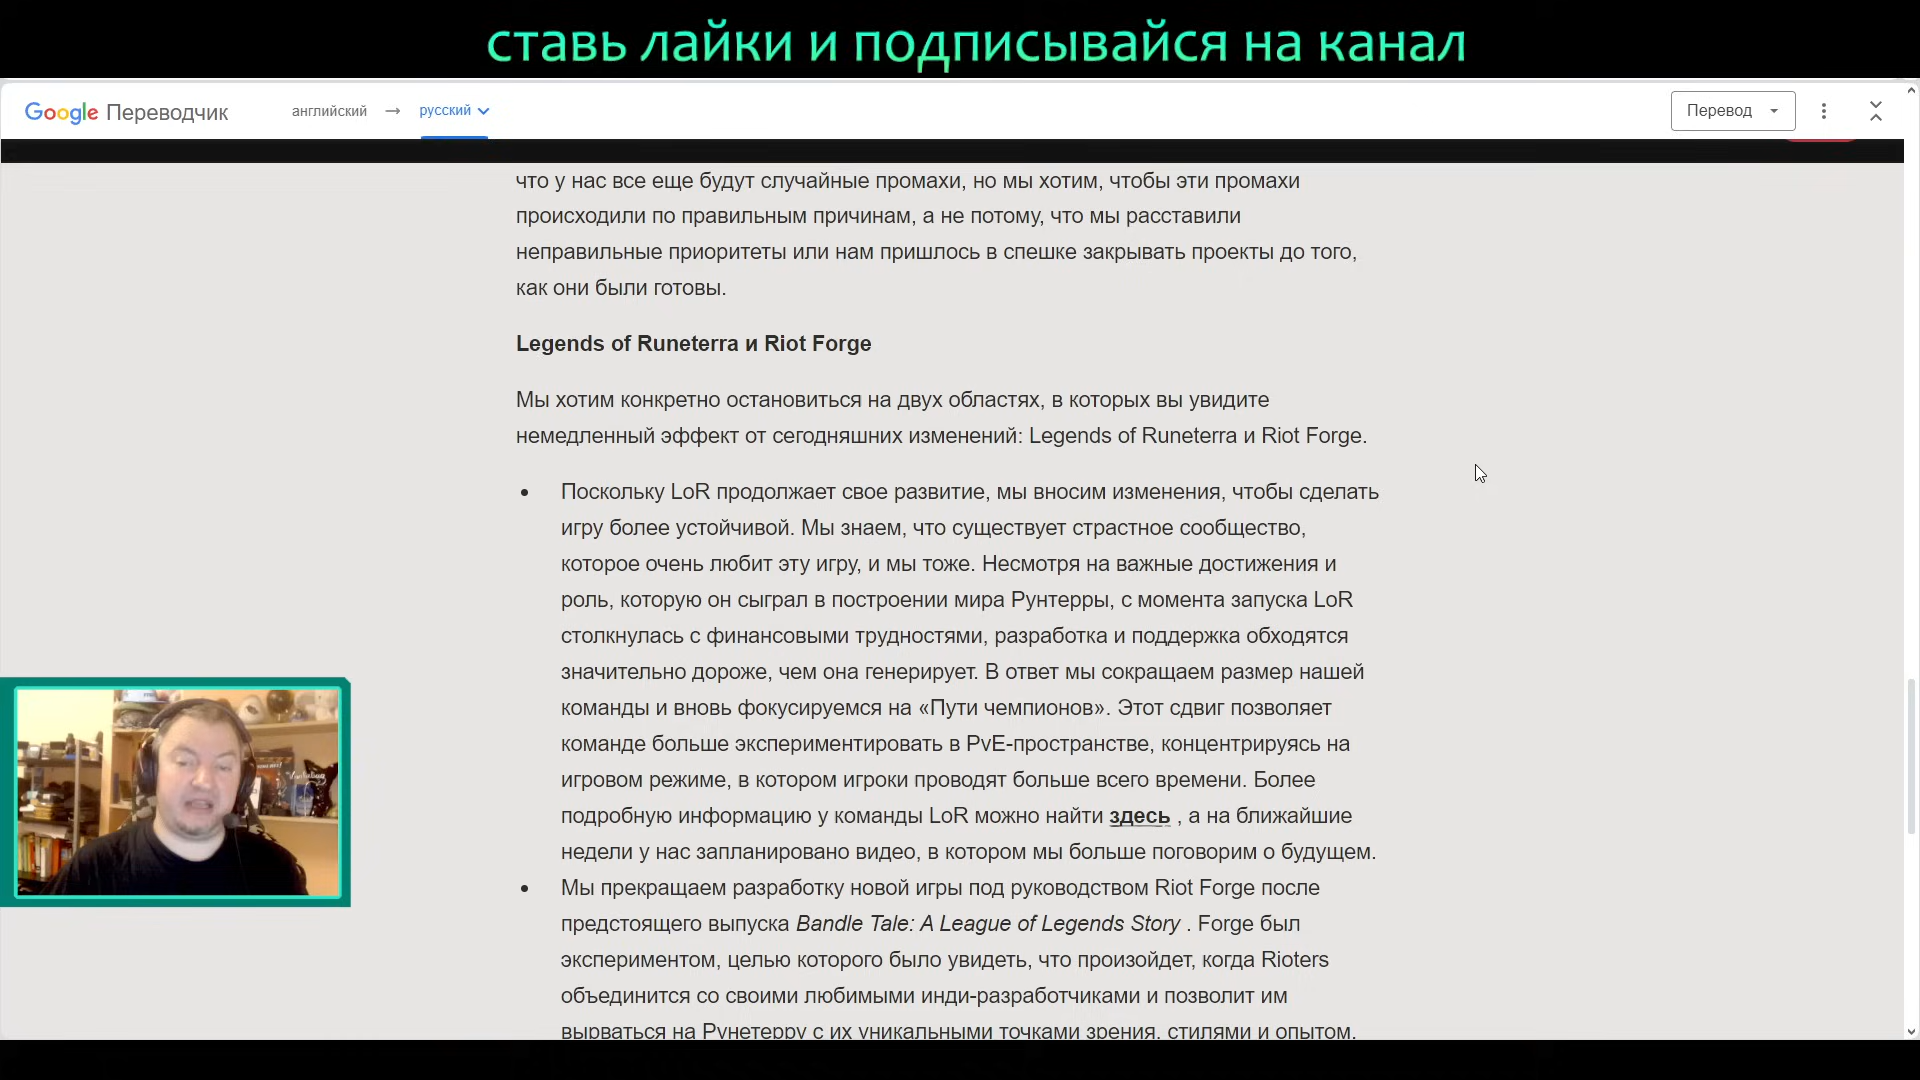 ставь лайки и подписывайся на канал
Google Переводчик английский → русский Перевод
что у нас все еще будут случайные промахи, но мы хотим, чтобы эти промахи
происходили по правильным причинам, а не потому, что мы расставили
неправильные приоритеты или нам пришлось в спешке закрывать проекты до того,
как они были готовы.
Legends of Runeterra и Riot Forge
Мы хотим конкретно остановиться на двух областях, в которых вы увидите
немедленный эффект от сегодняшних изменений: Legends of Runeterra и Riot Forge.
• Поскольку LoR продолжает свое развитие, мы вносим изменения, чтобы сделать
игру более устойчивой. Мы знаем, что существует страстное сообщество,
которое очень любит эту игру, и мы тоже. Несмотря на важные достижения и
роль, которую он сыграл в построении мира Рунтерры, с момента запуска LoR
столкнулась с финансовыми трудностями, разработка и поддержка обходятся
значительно дороже, чем она генерирует. В ответ мы сокращаем размер нашей
команды и вновь фокусируемся на «Пути чемпионов». Этот сдвиг позволяет
команде больше экспериментировать в PvE-пространстве, концентрируясь на
игровом режиме, в котором игроки проводят больше всего времени. Более
подробную информацию у команды LoR можно найти здесь , а на ближайшие
недели у нас запланировано видео, в котором мы больше поговорим о будущем.
• Мы прекращаем разработку новой игры под руководством Riot Forge после
предстоящего выпуска Bandle Tale: A League of Legends Story . Forge был
экспериментом, целью которого было увидеть, что произойдет, когда Rioters
объединится со своими любимыми инди-разработчиками и позволит им
вырваться на Рунетерру с их уникальными точками зрения, стилями и опытом.